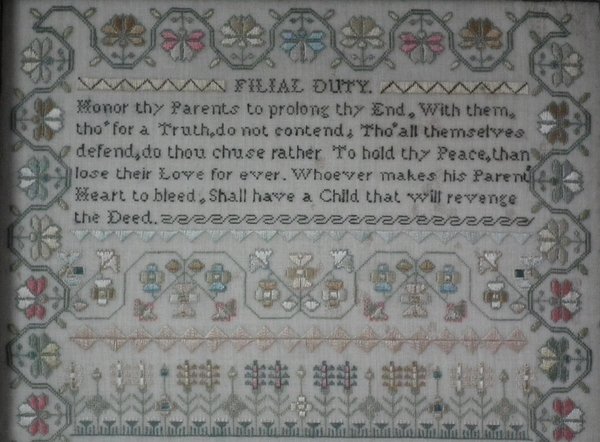 FILIAL DUTY.
Honor thy Parents to prolong thy End, With them,
tho' for a Truth, do not contend; Tho' all themselves
defend, do thou chuse rather To hold thy Peace, than
lose their Love for ever. Whoever makes his Parent's
Heart to bleed, Shall have a Child that will revenge
the Deed.